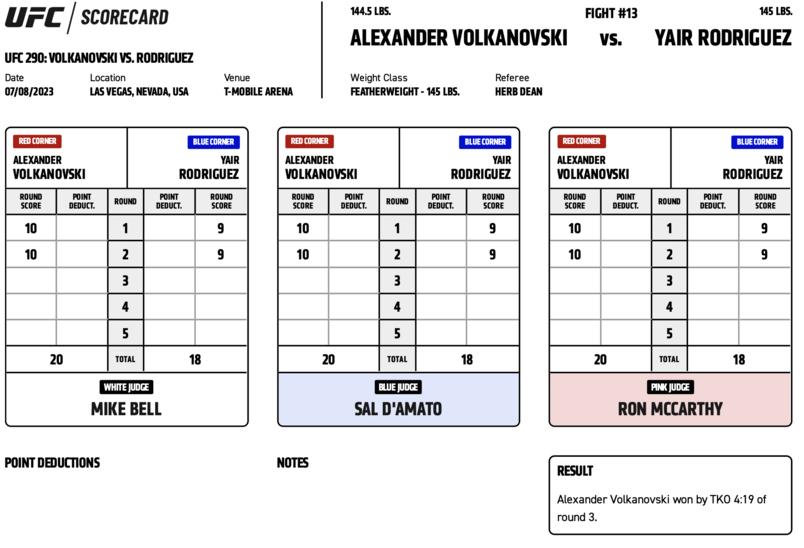 UFC / SCORECARD
UFC 290: VOLKANOVSKI VS. RODRIGUEZ
Date Location Venue
07/08/2023 LAS VEGAS, NEVADA, USA T-MOBILE ARENA
144.5 LBS. FIGHT #13 145 LBS.
ALEXANDER VOLKANOVSKI vs. YAIR RODRIGUEZ
Weight Class Referee
FEATHERWEIGHT - 145 LBS. HERB DEAN
RED CORNER BLUE CORNER
ALEXANDER YAIR
VOLKANOVSKI RODRIGUEZ
ROUND POINT ROUND POINT ROUND
SCORE DEDUCT. DEDUCT. SCORE
10 1 9
10 2 9
3
4
5
20 TOTAL 18
WHITE JUDGE
MIKE BELL
RED CORNER BLUE CORNER
ALEXANDER YAIR
VOLKANOVSKI RODRIGUEZ
ROUND POINT ROUND POINT ROUND
SCORE DEDUCT. DEDUCT. SCORE
10 1 9
10 2 9
3
4
5
20 TOTAL 18
BLUE JUDGE
SAL D'AMATO
RED CORNER BLUE CORNER
ALEXANDER YAIR
VOLKANOVSKI RODRIGUEZ
ROUND POINT ROUND POINT ROUND
SCORE DEDUCT. DEDUCT. SCORE
10 1 9
10 2 9
3
4
5
20 TOTAL 18
PINK JUDGE
RON MCCARTHY
POINT DEDUCTIONS
NOTES
RESULT
Alexander Volkanovski won by TKO 4:19 of
round 3.